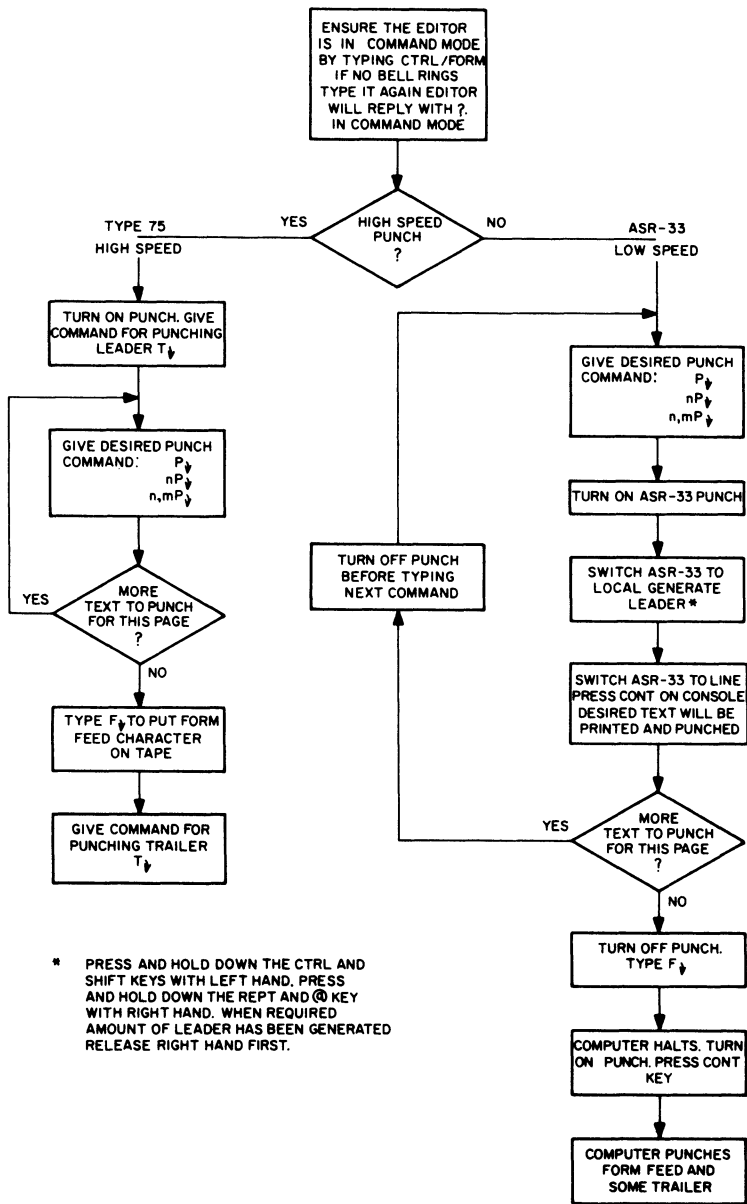 ENSURE THE EDITOR
IS IN COMMAND MODE
BY TYPING CTRL/FORM
IF NO BELL RINGS
TYPE IT AGAIN EDITOR
WILL REPLY WITH ?.
IN COMMAND MODE
HIGH SPEED
PUNCH
?
YES
NO
TYPE 75
HIGH SPEED
ASR-33
LOW SPEED
TURN ON PUNCH. GIVE
COMMAND FOR PUNCHING
LEADER T↓
GIVE DESIRED PUNCH
COMMAND: P↓
nP↓
n,mP↓
MORE
TEXT TO PUNCH
FOR THIS PAGE
?
YES
NO
TYPE F↓ TO PUT FORM
FEED CHARACTER
ON TAPE
GIVE COMMAND FOR
PUNCHING TRAILER
T↓
GIVE DESIRED PUNCH
COMMAND: P↓
nP↓
n,mP↓
TURN ON ASR-33 PUNCH
SWITCH ASR-33 TO
LOCAL GENERATE
LEADER*
SWITCH ASR-33 TO LINE
PRESS CONT ON CONSOLE
DESIRED TEXT WILL BE
PRINTED AND PUNCHED
MORE
TEXT TO PUNCH
FOR THIS PAGE
?
YES
NO
TURN OFF PUNCH
BEFORE TYPING
NEXT COMMAND
TURN OFF PUNCH.
TYPE F↓
COMPUTER HALTS. TURN
ON PUNCH. PRESS CONT
KEY
COMPUTER PUNCHES
FORM FEED AND
SOME TRAILER
* PRESS AND HOLD DOWN THE CTRL AND
SHIFT KEYS WITH LEFT HAND, PRESS
AND HOLD DOWN THE REPT AND @ KEY
WITH RIGHT HAND. WHEN REQUIRED
AMOUNT OF LEADER HAS BEEN GENERATED
RELEASE RIGHT HAND FIRST.